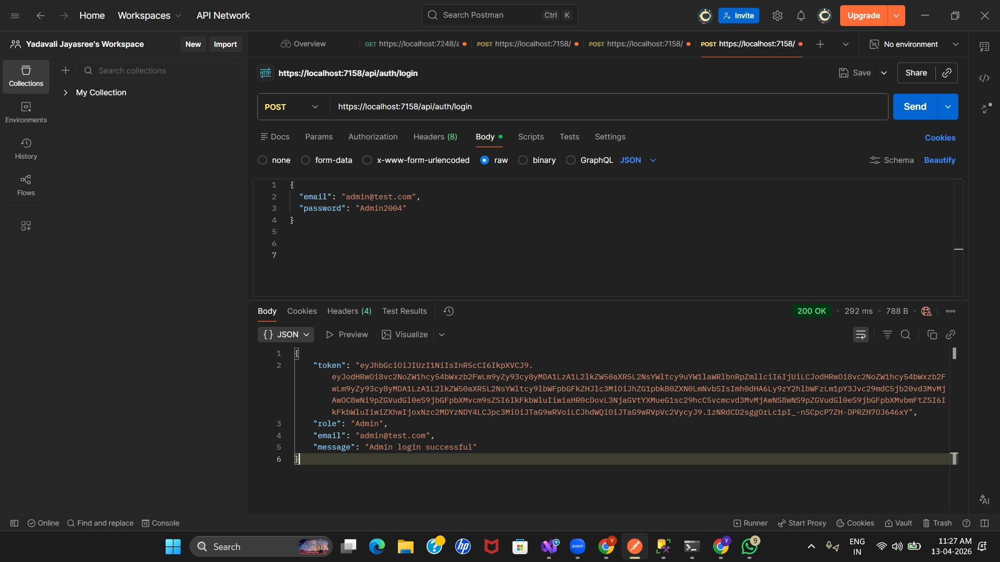 Home
Workspaces
API Network
Search Postman
Ctrl
K
Invite
Upgrade
Yadavali Jayasree's Workspace
New
Import
Overview
GET https://localhost:7248/a
POST https://localhost:7158/
POST https://localhost:7158/
POST https://localhost:7158/
No environment
Collections
Environments
History
Flows
Search collections
My Collection
HTTP
https://localhost:7158/api/auth/login
Save
Share
POST
https://localhost:7158/api/auth/login
Send
Docs
Params
Authorization
Headers (8)
Body
Scripts
Tests
Settings
Cookies
none
form-data
x-www-form-urlencoded
raw
binary
GraphQL
JSON
Schema
Beautify
1 {
2 "email": "admin@test.com",
3 "password": "Admin2004"
4 }
5
6
7
Body
Cookies
Headers (4)
Test Results
200 OK
292 ms
788 B
{} JSON
Preview
Visualize
1 {
2 "token": "eyJhbGciOiJIUzI1NiIsInR5cCI6IkpXVCJ9.
eyJodHRwOi8vc2NoZW1hcy54bWxzb2FwLm9yZy93cy8yMDA1LzA1L2lkZW50aXR5L2NsYWltcy9uYW1laWRlbnRpZmllciI6IjUiLCJodHRwOi8vc2NoZW1hcy54bWxzb2F
wLm9yZy93cy8yMDA1LzA1L2lkZW50aXR5L2NsYWltcy9lbWFpbGFkZHJlc3MiOiJhZG1pbkB0ZXN0LmNvbSIsImh0dHA6Ly9zY2hlbWFzLm1pY3Jvc29mdC5jb20vd3MvMj
AwOC8wNi9pZGVudGl0eS9jbGFpbXMvcm9sZSI6IkFkbWluIiwiaHR0cDovL3NjaGVtYXMueG1sc29hcC5vcmcvd3MvMjAwNS8wNS9pZGVudGl0eS9jbGFpbXMvbmFtZSI6I
kFkbWluIiwiZXhwIjoxNzc2MDYzNDY4LCJpc3MiOiJTaG9wRVoiLCJhdWQiOiJTaG9wRVpVc2VycyJ9.1zNRdCD2sggOrLc1pI_-nSCpcP7ZH-DPRZH7OJ646xY",
3 "role": "Admin",
4 "email": "admin@test.com",
5 "message": "Admin login successful"
6 }
AI
Online
Find and replace
Console
Runner
Start Proxy
Cookies
Vault
Trash
Search
hp
zoom
Y
Y
9
ENG
IN
11:27 AM
13-04-2026